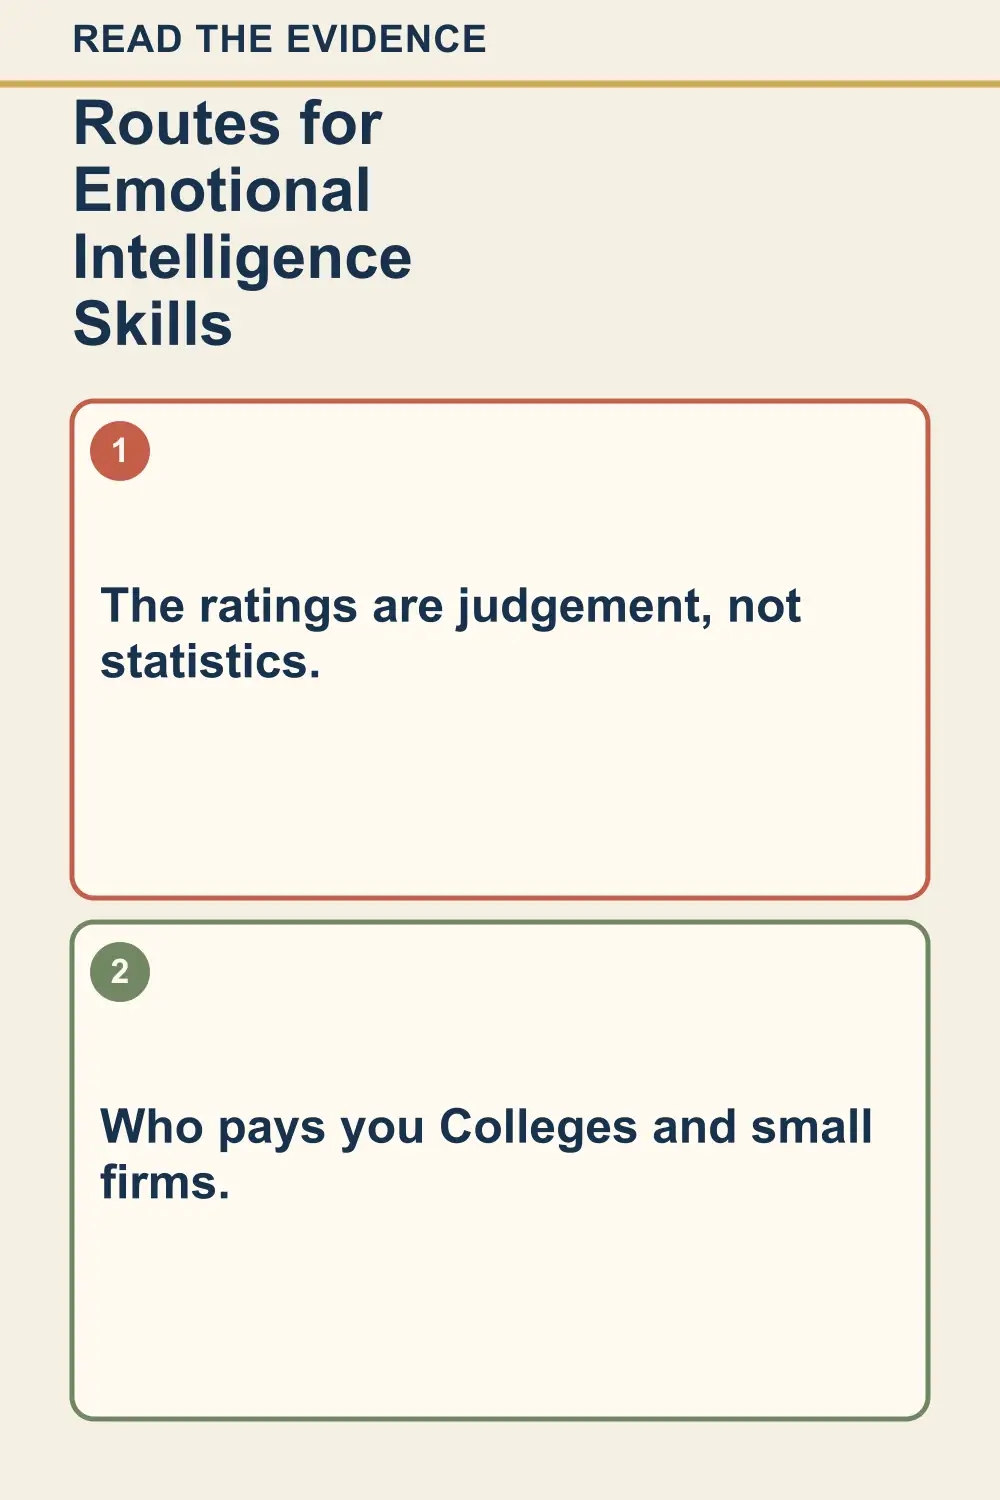 READ THE EVIDENCE
Routes for
Emotional
Intelligence
Skills
1
The ratings are judgement, not
statistics.
2
Who pays you Colleges and small
firms.